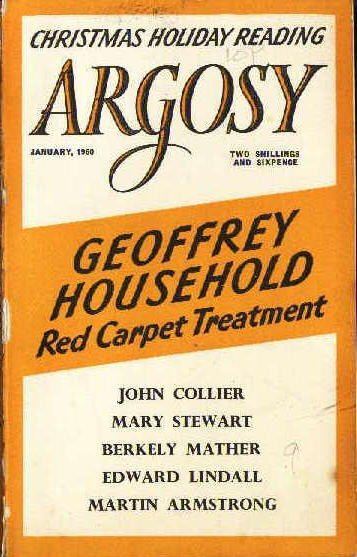 CHRISTMAS HOLIDAY READING
ARGOSY
JANUARY, 1960
TWO SHILLINGS
AND SIXPENCE
GEOFFREY
HOUSEHOLD
Red Carpet Treatment
JOHN COLLIER
MARY STEWART
BERKELY MATHER
EDWARD LINDALL
MARTIN ARMSTRONG